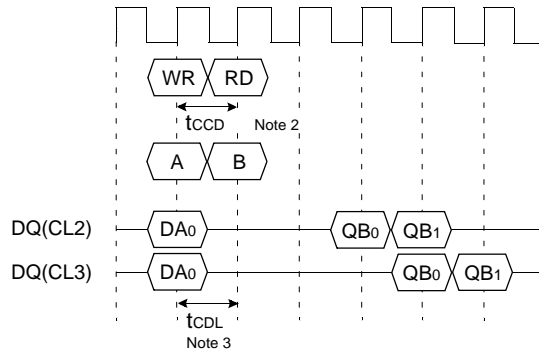 WR RD
tCCD Note 2
A B
DQ(CL2) DA0 QB0 QB1
DQ(CL3) DA0 QB0 QB1
tCDL
Note 3